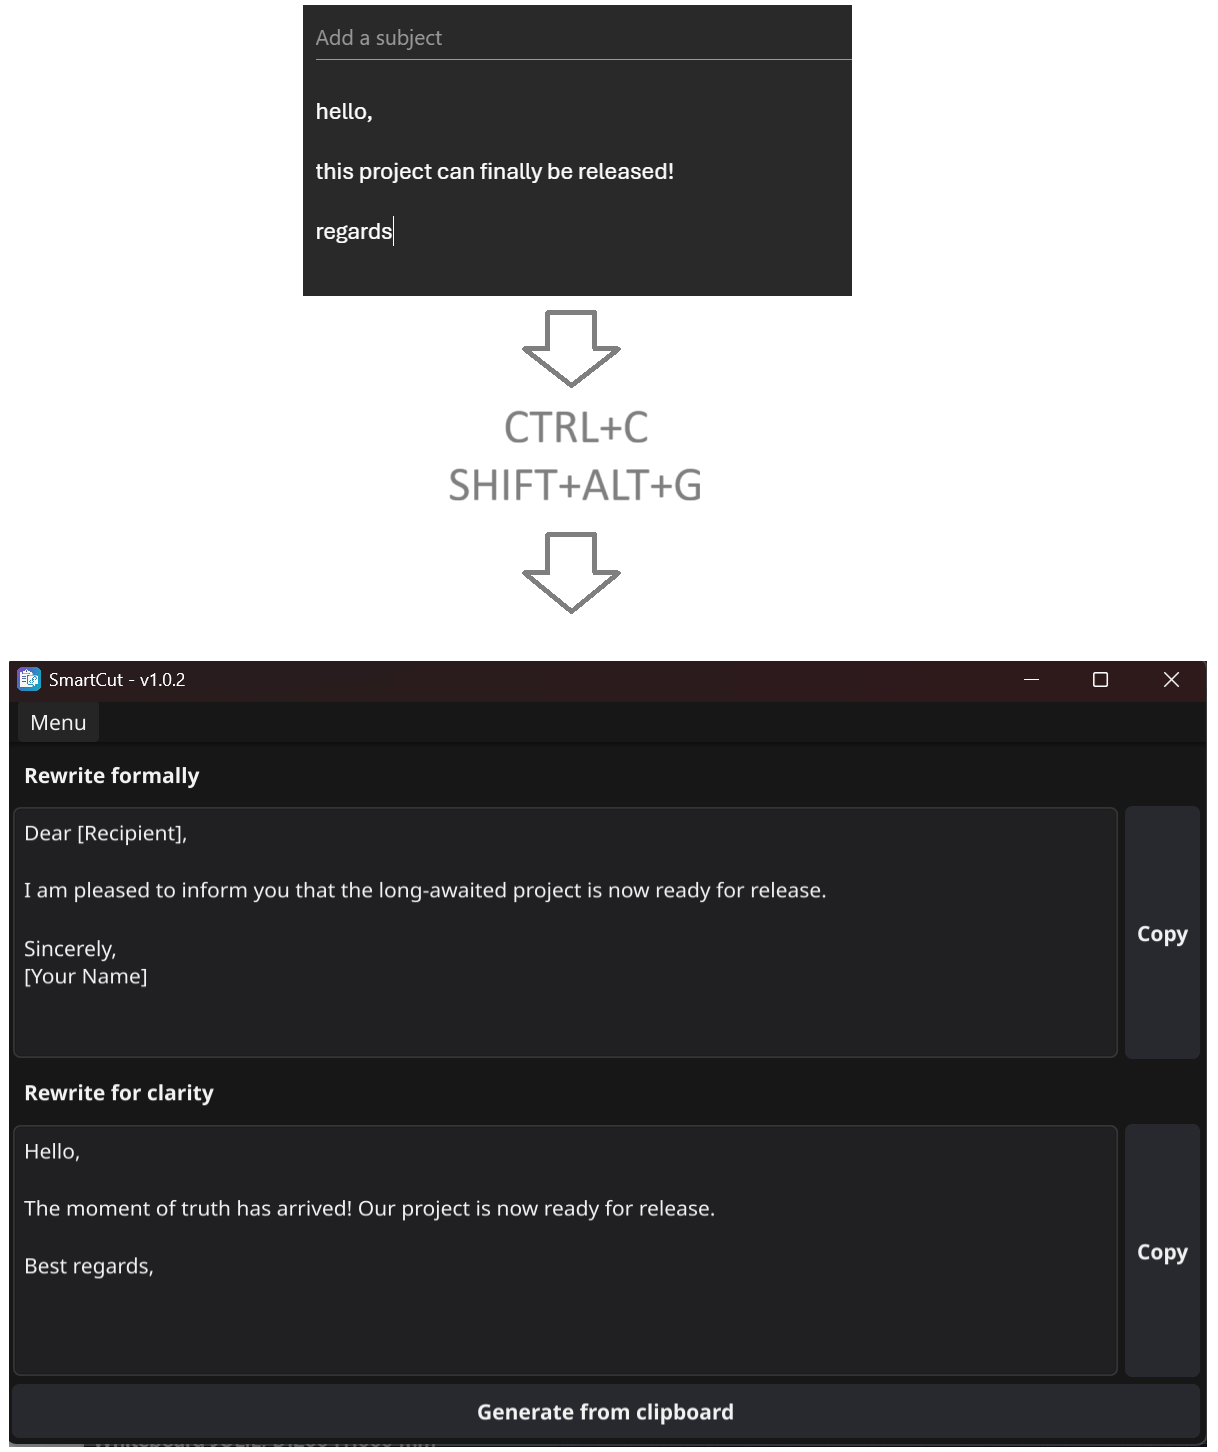 Add a subject
hello,
this project can finally be released!
regards
CTRL+C
SHIFT+ALT+G
SmartCut - v1.0.2
Menu
Rewrite formally
Dear [Recipient],
I am pleased to inform you that the long-awaited project is now ready for release.
Sincerely,
[Your Name]
Copy
Rewrite for clarity
Hello,
The moment of truth has arrived! Our project is now ready for release.
Best regards,
Copy
Generate from clipboard